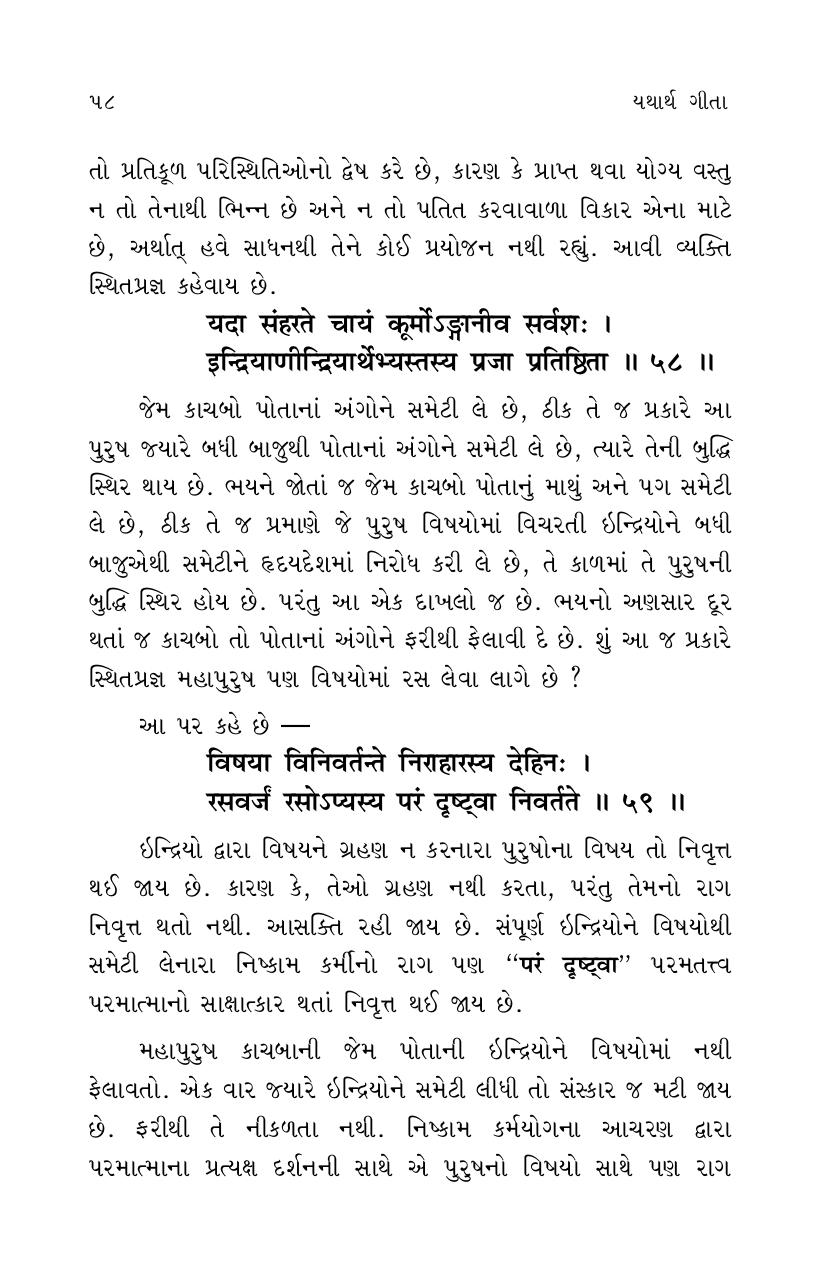 ૫૮ યથાર્થ ગીતા
તો પ્રતિકૂળ પરિસ્થિતિઓનો દ્વેષ કરે છે, કારણ કે પ્રાપ્ત થવા યોગ્ય વસ્તુ
ન તો તેનાથી ભિન્ન છે અને ન તો પતિત કરવાવાળા વિકાર એના માટે
છે, અર્થાત્ હવે સાધનથી તેને કોઈ પ્રયોજન નથી રહ્યું. આવી વ્યક્તિ
સ્થિતપ્રજ્ઞ કહેવાય છે.
યદા संहरते चायं कूर्मोऽङ्गानीव सर्वशः ।
इन्द्रियाणीन्द्रियार्थेभ्यस्तस्य प्रजा प्रतिष्ठिता ॥ ५८ ॥
જેમ કાચબો પોતાનાં અંગોને સમેટી લે છે, ઠીક તે જ પ્રકારે આ
પુરુષ જ્યારે બધી બાજુથી પોતાનાં અંગોને સમેટી લે છે, ત્યારે તેની બુદ્ધિ
સ્થિર થાય છે. ભયને જોતાં જ જેમ કાચબો પોતાનું માથું અને પગ સમેટી
લે છે, ઠીક તે જ પ્રમાણે જે પુરુષ વિષયોમાં વિચરતી ઇન્દ્રિયોને બધી
બાજુએથી સમેટીને હૃદયદેશમાં નિરોધ કરી લે છે, તે કાળમાં તે પુરુષની
બુદ્ધિ સ્થિર હોય છે. પરંતુ આ એક દાખલો જ છે. ભયનો અણસાર દૂર
થતાં જ કાચબો તો પોતાનાં અંગોને ફરીથી ફેલાવી દે છે. શું આ જ પ્રકારે
સ્થિતપ્રજ્ઞ મહાપુરુષ પણ વિષયોમાં રસ લેવા લાગે છે ?
આ પર કહે છે —
विषया विनिवर्तन्ते निराहारस्य देहिनः ।
रसवर्जं रसोऽप्यस्य परं दृष्ट्वा निवर्तते ॥ ५९ ॥
ઇન્દ્રિયો દ્વારા વિષયને ગ્રહણ ન કરનારા પુરુષોના વિષય તો નિવૃત્ત
થઈ જાય છે. કારણ કે, તેઓ ગ્રહણ નથી કરતા, પરંતુ તેમનો રાગ
નિવૃત્ત થતો નથી. આસક્તિ રહી જાય છે. સંપૂર્ણ ઇન્દ્રિયોને વિષયોથી
સમેટી લેનારા નિષ્કામ કર્મીનો રાગ પણ “परं दृष्ट्वा” પરમતત્ત્વ
પરમાત્માનો સાક્ષાત્કાર થતાં નિવૃત્ત થઈ જાય છે.
મહાપુરુષ કાચબાની જેમ પોતાની ઇન્દ્રિયોને વિષયોમાં નથી
ફેલાવતો. એક વાર જ્યારે ઇન્દ્રિયોને સમેટી લીધી તો સંસ્કાર જ મટી જાય
છે. ફરીથી તે નીકળતા નથી. નિષ્કામ કર્મયોગના આચરણ દ્વારા
પરમાત્માના પ્રત્યક્ષ દર્શનની સાથે એ પુરુષનો વિષયો સાથે પણ રાગ